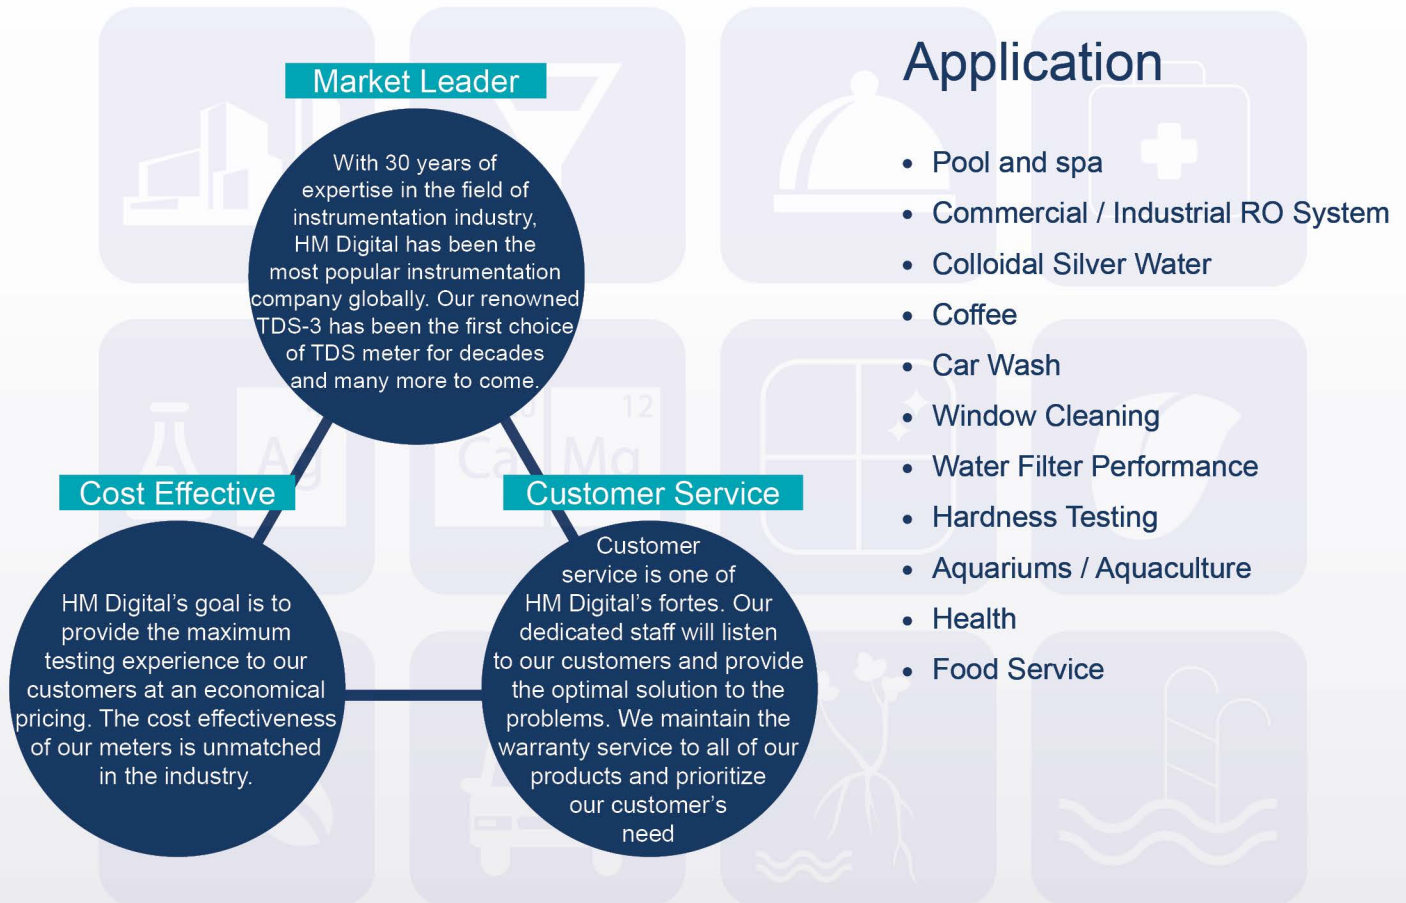 Market Leader
With 30 years of
expertise in the field of
instrumentation industry,
HM Digital has been the
most popular instrumentation
company globally. Our renowned
TDS-3 has been the first choice
of TDS meter for decades
and many more to come.
Cost Effective
HM Digital’s goal is to
provide the maximum
testing experience to our
customers at an economical
pricing. The cost effectiveness
of our meters is unmatched
in the industry.
Customer Service
Customer
service is one of
HM Digital’s fortes. Our
dedicated staff will listen
to our customers and provide
the optimal solution to the
problems. We maintain the
warranty service to all of our
products and prioritize
our customer’s
need
Application
• Pool and spa
• Commercial / Industrial RO System
• Colloidal Silver Water
• Coffee
• Car Wash
• Window Cleaning
• Water Filter Performance
• Hardness Testing
• Aquariums / Aquaculture
• Health
• Food Service
Ag
Ca
12
Mg